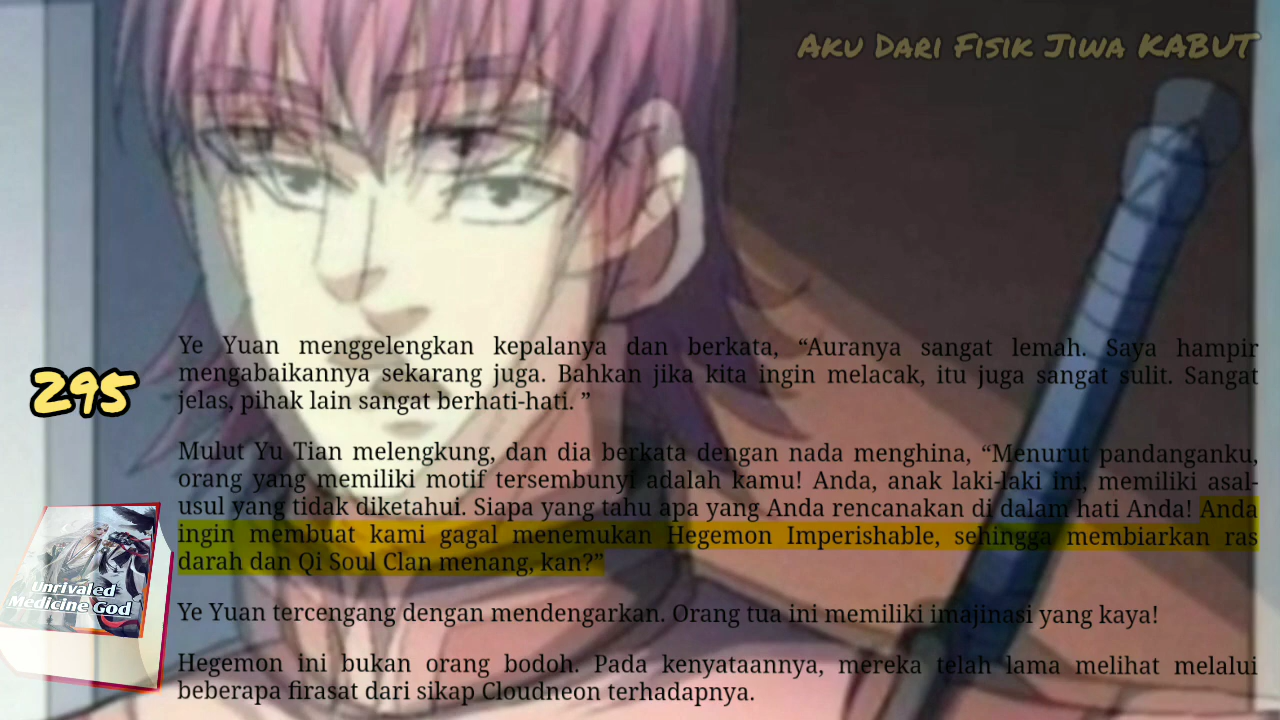 Aku Dari Fisik Jiwa KABUT
Ye Yuan menggelengkan kepalanya dan berkata, “Auranya sangat lemah. Saya hampir
mengabaikannya sekarang juga. Bahkan jika kita ingin melacak, itu juga sangat sulit. Sangat
jelas, pihak lain sangat berhati-hati. ”
295
Mulut Yu Tian melengkung, dan dia berkata dengan nada menghina, “Menurut pandanganku,
orang yang memiliki motif tersembunyi adalah kamu! Anda, anak laki-laki ini, memiliki asal-
usul yang tidak diketahui. Siapa yang tahu apa yang Anda rencanakan di dalam hati Anda! Anda
ingin membuat kami gagal menemukan Hegemon Imperishable, sehingga membiarkan ras
darah dan Qi Soul Clan menang, kan?”
Unrivaled
Medicine God
Ye Yuan tercengang dengan mendengarkan. Orang tua ini memiliki imajinasi yang kaya!
Hegemon ini bukan orang bodoh. Pada kenyataannya, mereka telah lama melihat melalui
beberapa firasat dari sikap Cloudneon terhadapnya.